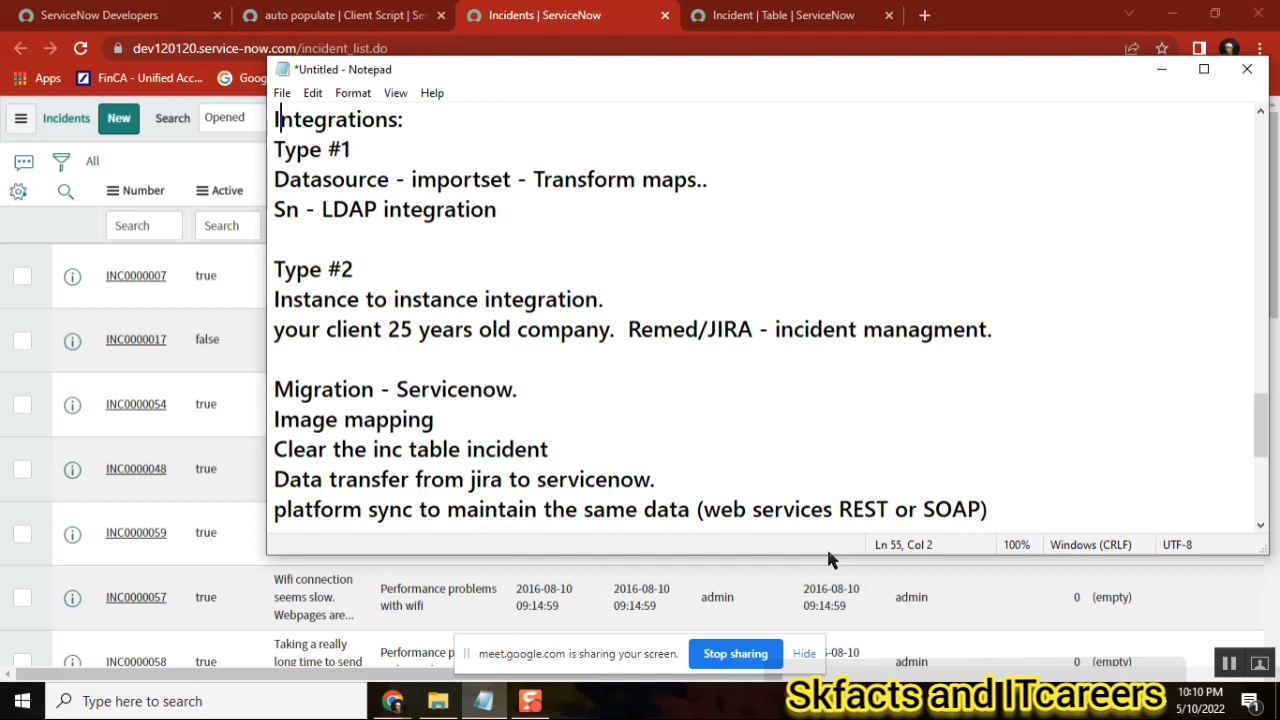 ServiceNow Developers
auto populate | Client Script | Se
Incidents | ServiceNow
Incident | Table | ServiceNow
dev120120.service-now.com/incident_list.do
Apps
FinCA - Unified Acc...
Goog
*Untitled - Notepad
File Edit Format View Help
Incidents New Search Opened
All
Number Active
Search Search
INC0000007 true
INC0000017 false
INC0000054 true
INC0000048 true
INC0000059 true
Integrations:
Type #1
Datasource - importset - Transform maps..
Sn - LDAP integration
Type #2
Instance to instance integration.
your client 25 years old company. Remed/JIRA - incident managment.
Migration - Servicenow.
Image mapping
Clear the inc table incident
Data transfer from jira to servicenow.
platform sync to maintain the same data (web services REST or SOAP)
Ln 55, Col 2 100% Windows (CRLF) UTF-8
INC0000057 true
Wifi connection
seems slow.
Webpages are...
Performance problems
with wifi
2016-08-10
09:14:59
2016-08-10
09:14:59
admin
2016-08-10
09:14:59
admin
0 (empty)
INC0000058 true
Taking a really
long time to send
Performance p
-08-10
admin
admin
0 (empty)
meet.google.com is sharing your screen. Stop sharing Hide
Type here to search
Skfacts and ITcareers
10:10 PM
5/10/2022
1